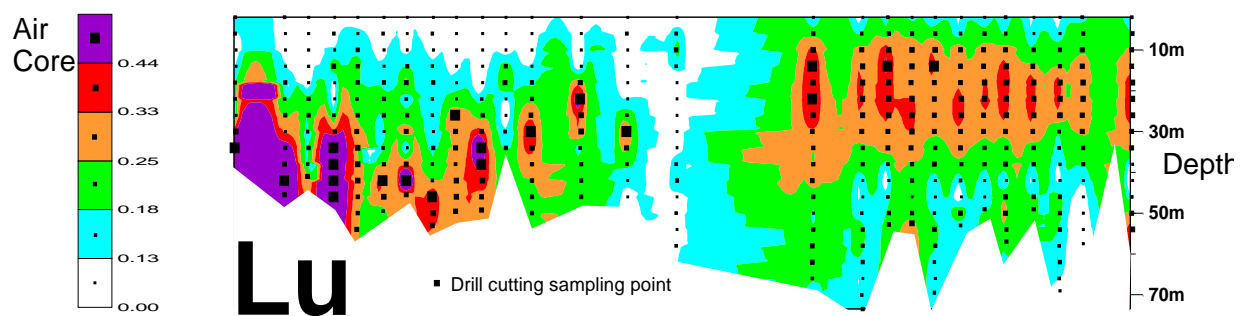 Air
Core
0.44
0.33
0.25
0.18
0.13
0.00
10m
30m
Depth
50m
70m
Lu
Drill cutting sampling point